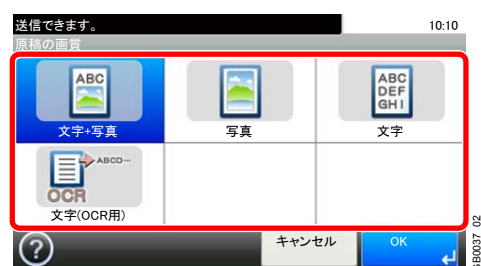 送信できます。 10:10
原稿の画質
ABC
ABC
DEF
GHI
文字+写真 写真 文字
ABCD
OCR
文字(OCR用)
? キャンセル OK
GB0037 02